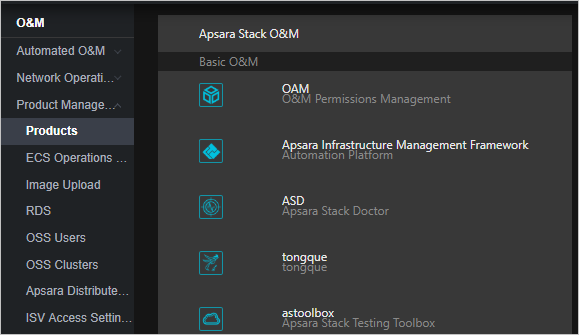 O&M
Automated O&M
Network Operati...
Product Manage...
Products
ECS Operations ...
Image Upload
RDS
OSS Users
OSS Clusters
Apsara Distribute...
ISV Access Settin...
Apsara Stack O&M
Basic O&M
OAM
O&M Permissions Management
Apsara Infrastructure Management Framework
Automation Platform
ASD
Apsara Stack Doctor
tongque
tongque
astoolbox
Apsara Stack Testing Toolbox